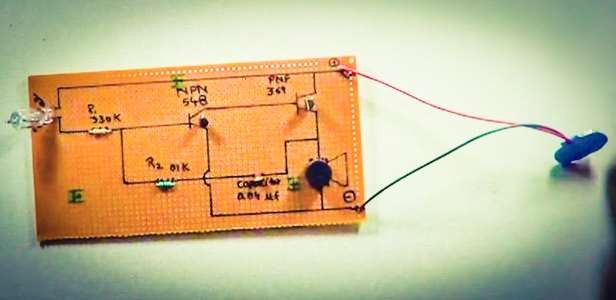 R1
330K
NPN
548
PNP
369
R2 01K
capacitor
0.04 µf